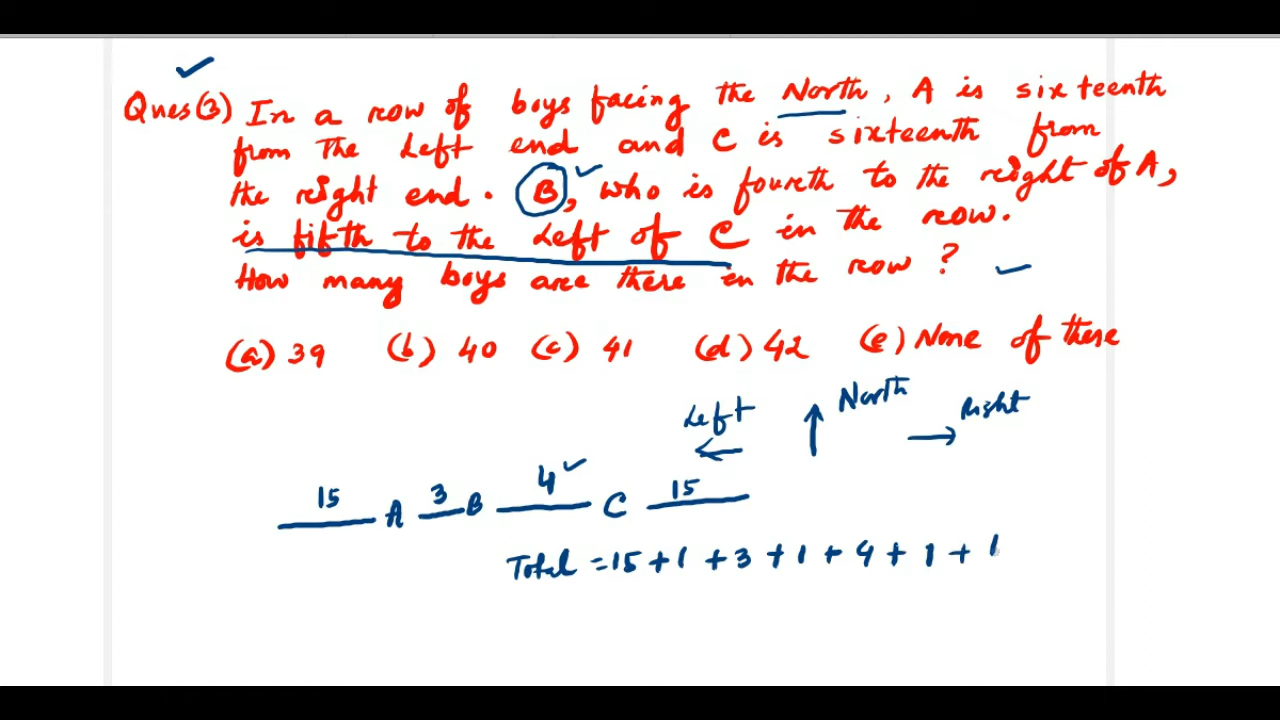 Ques(3) In a row of boys facing the North, A is sixteenth
from the Left end and C is sixteenth from
the right end. B, who is fourth to the right of A,
is fifth to the Left of C in the row.
How many boys are there in the row?
(a) 39 (b) 40 (c) 41 (d) 42 (e) None of these
Left North Right
15 A 3 B 4 C 15
Total = 15 + 1 + 3 + 1 + 4 + 1 + 1